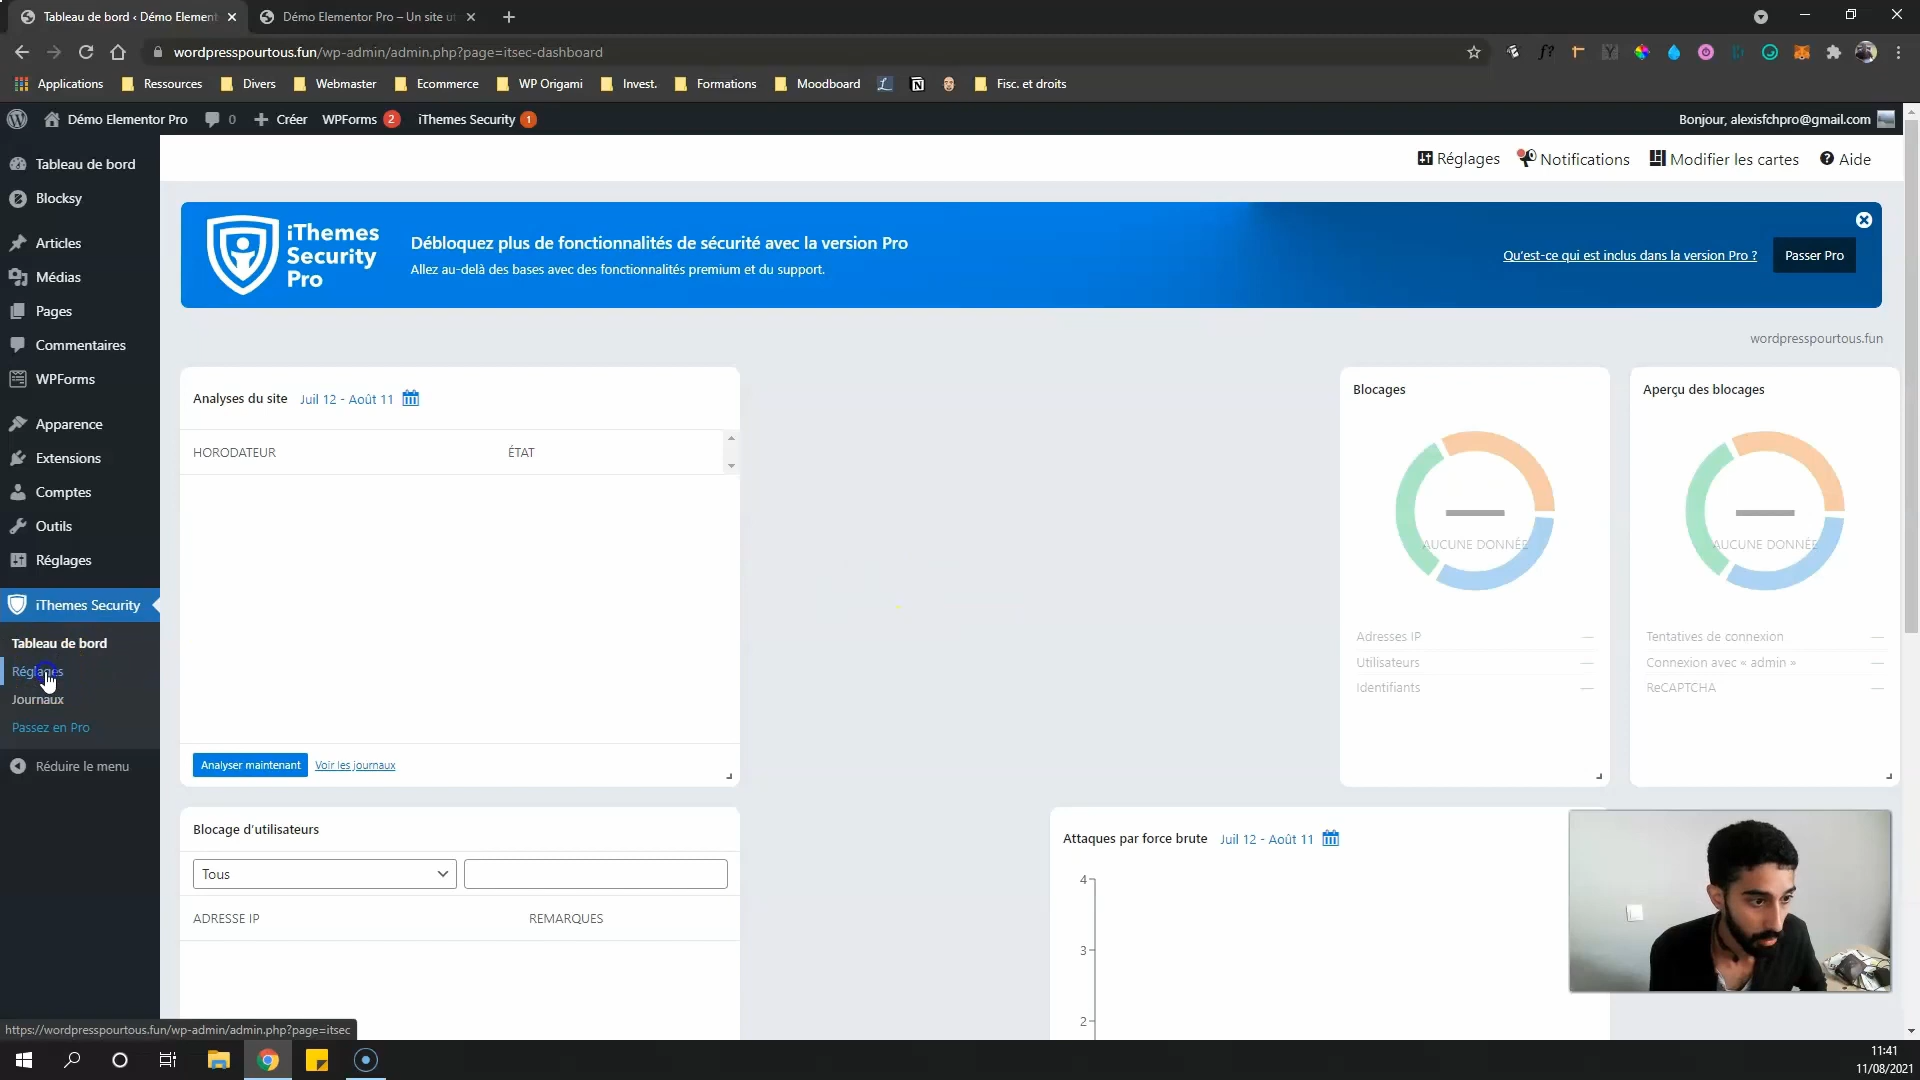 Tableau de bord ‹ Démo Element
Démo Elementor Pro – Un site ut
wordpresspourtous.fun/wp-admin/admin.php?page=itsec-dashboard
Applications
Ressources
Divers
Webmaster
Ecommerce
WP Origami
Invest.
Formations
Moodboard
Fisc. et droits
Démo Elementor Pro
0
Créer
WPForms 2
iThemes Security 1
Bonjour, alexisfchpro@gmail.com
Tableau de bord
Blocksy
Articles
Médias
Pages
Commentaires
WPForms
Apparence
Extensions
Comptes
Outils
Réglages
iThemes Security
Tableau de bord
Réglages
Journaux
Passez en Pro
Réduire le menu
Réglages
Notifications
Modifier les cartes
Aide
iThemes
Security
Pro
Débloquez plus de fonctionnalités de sécurité avec la version Pro
Allez au-delà des bases avec des fonctionnalités premium et du support.
Qu'est-ce qui est inclus dans la version Pro ?
Passer Pro
wordpresspourtous.fun
Analyses du site
Juil 12 - Août 11
HORODATEUR
ÉTAT
Analyser maintenant
Voir les journaux
Blocages
AUCUNE DONNÉE
Adresses IP —
Utilisateurs —
Identifiants —
Aperçu des blocages
AUCUNE DONNÉE
Tentatives de connexion —
Connexion avec « admin » —
ReCAPTCHA —
Blocage d'utilisateurs
Tous
ADRESSE IP
REMARQUES
Attaques par force brute
Juil 12 - Août 11
4
3
2
https://wordpresspourtous.fun/wp-admin/admin.php?page=itsec
11:41
11/08/2021